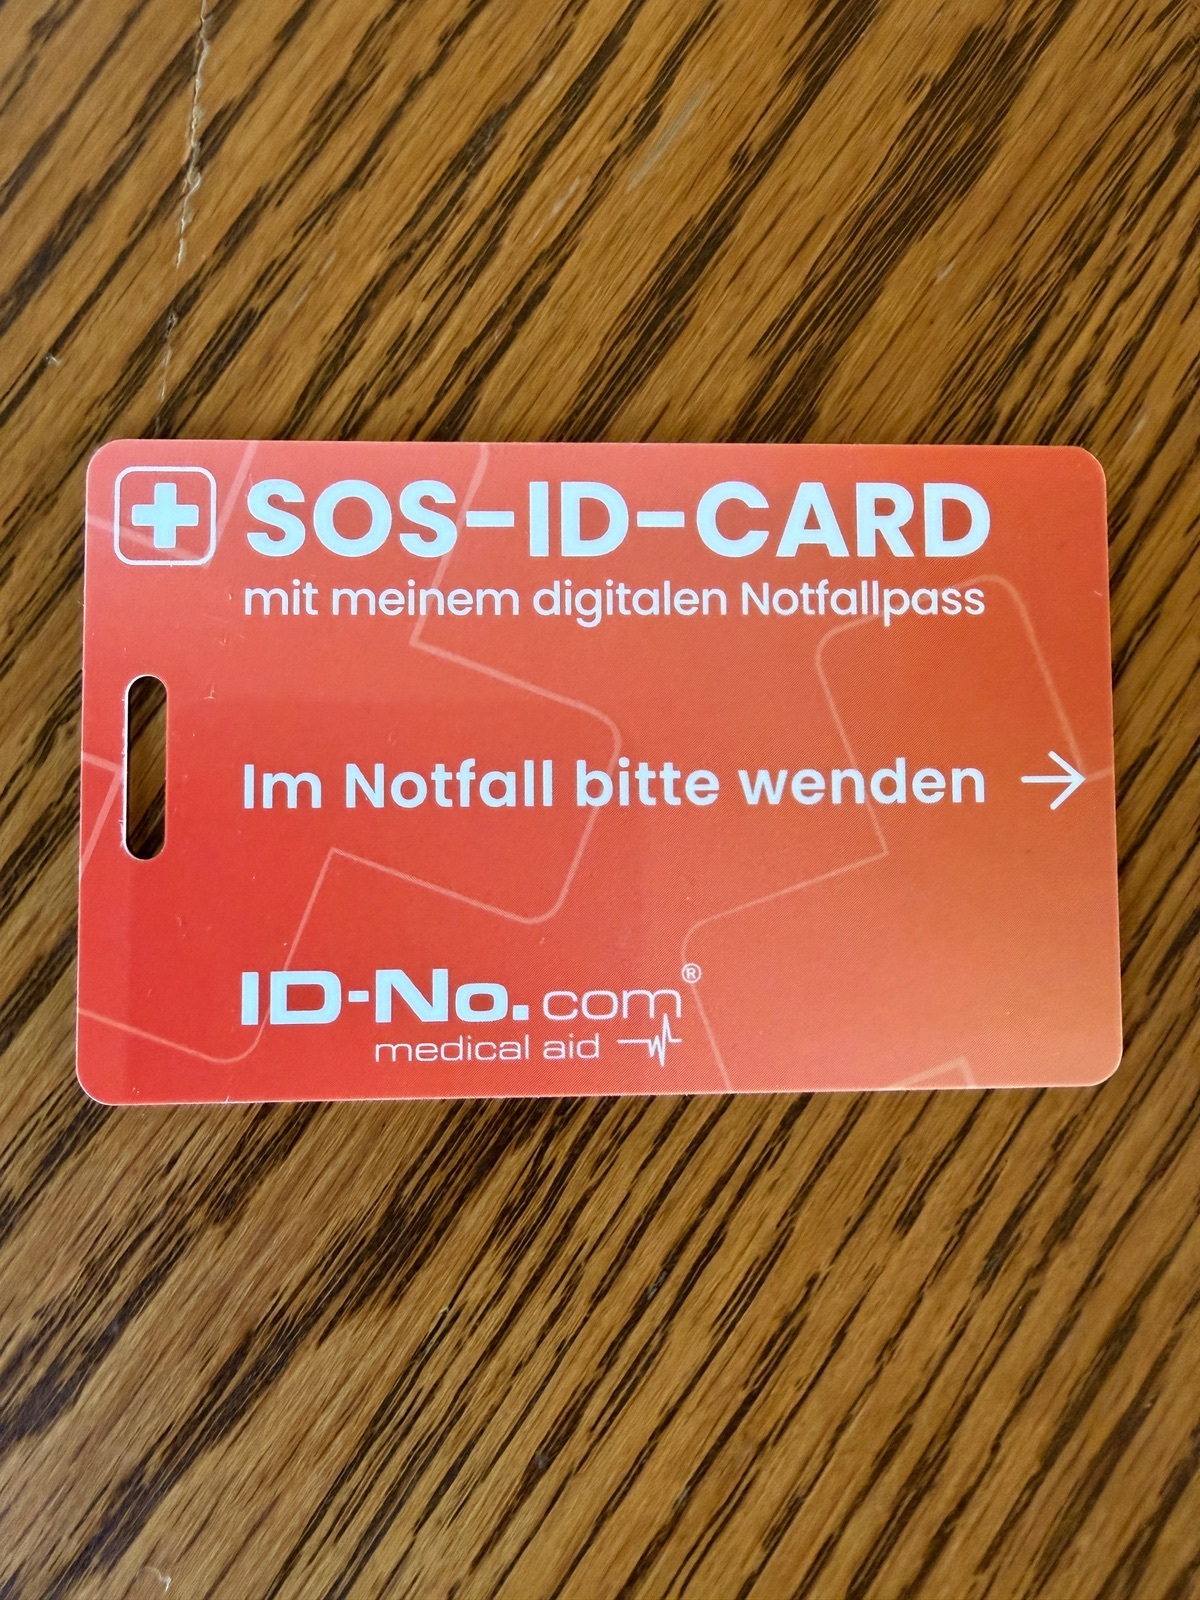 SOS-ID-CARD
mit meinem digitalen Notfallpass
Im Notfall bitte wenden →
ID-No.com®
medical aid